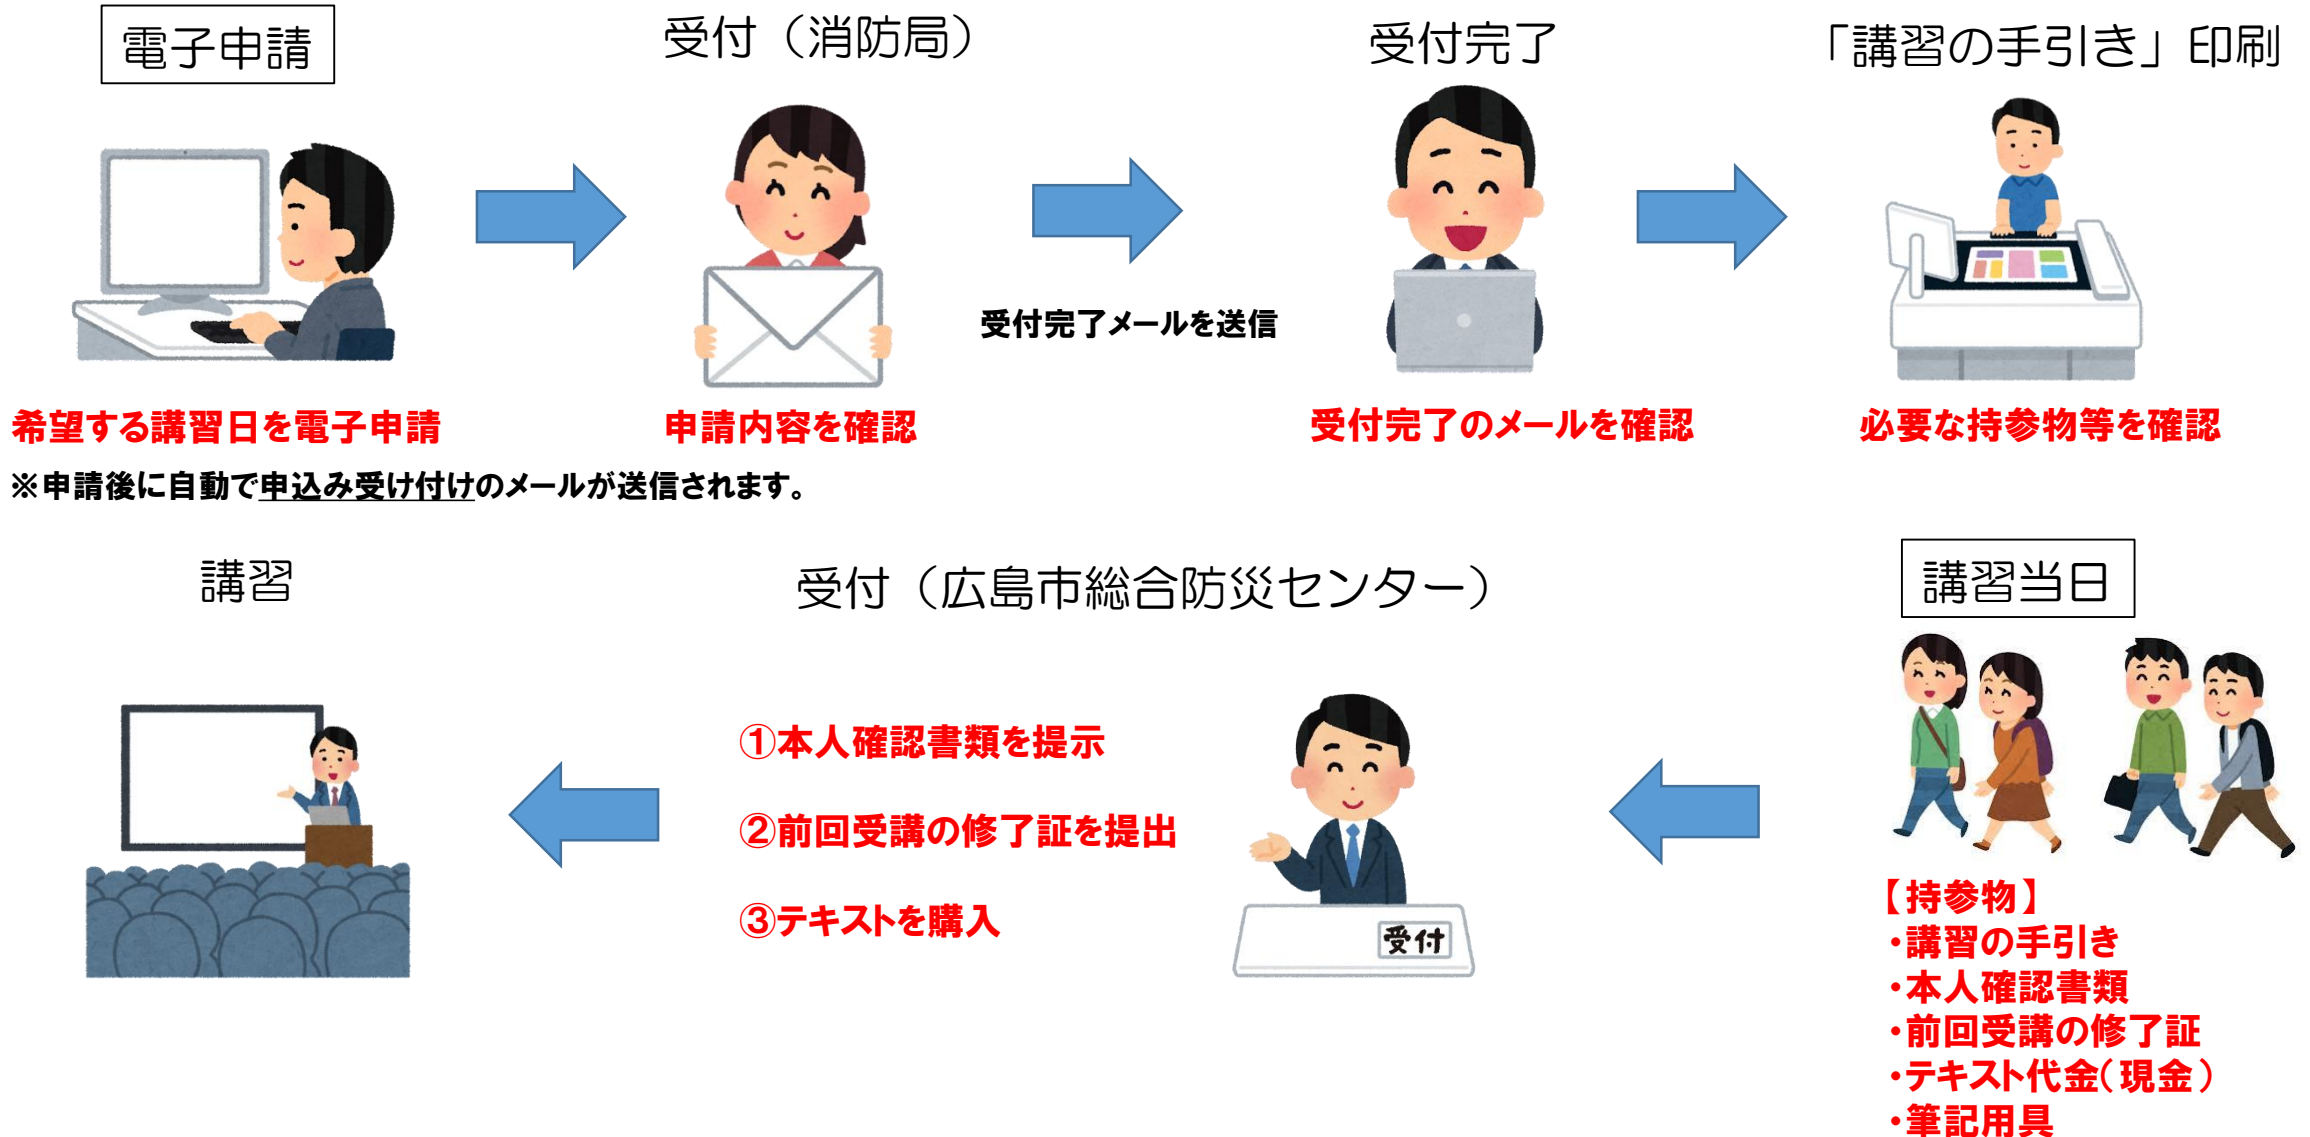 電子申請
受付（消防局）
受付完了
「講習の手引き」印刷
受付完了メールを送信
希望する講習日を電子申請
申請内容を確認
受付完了のメールを確認
必要な持参物等を確認
※申請後に自動で申込み受け付けのメールが送信されます。
講習当日
【持参物】
・講習の手引き
・本人確認書類
・前回受講の修了証
・テキスト代金（現金）
・筆記用具
受付（広島市総合防災センター）
受付
①本人確認書類を提示
②前回受講の修了証を提出
③テキストを購入
講習